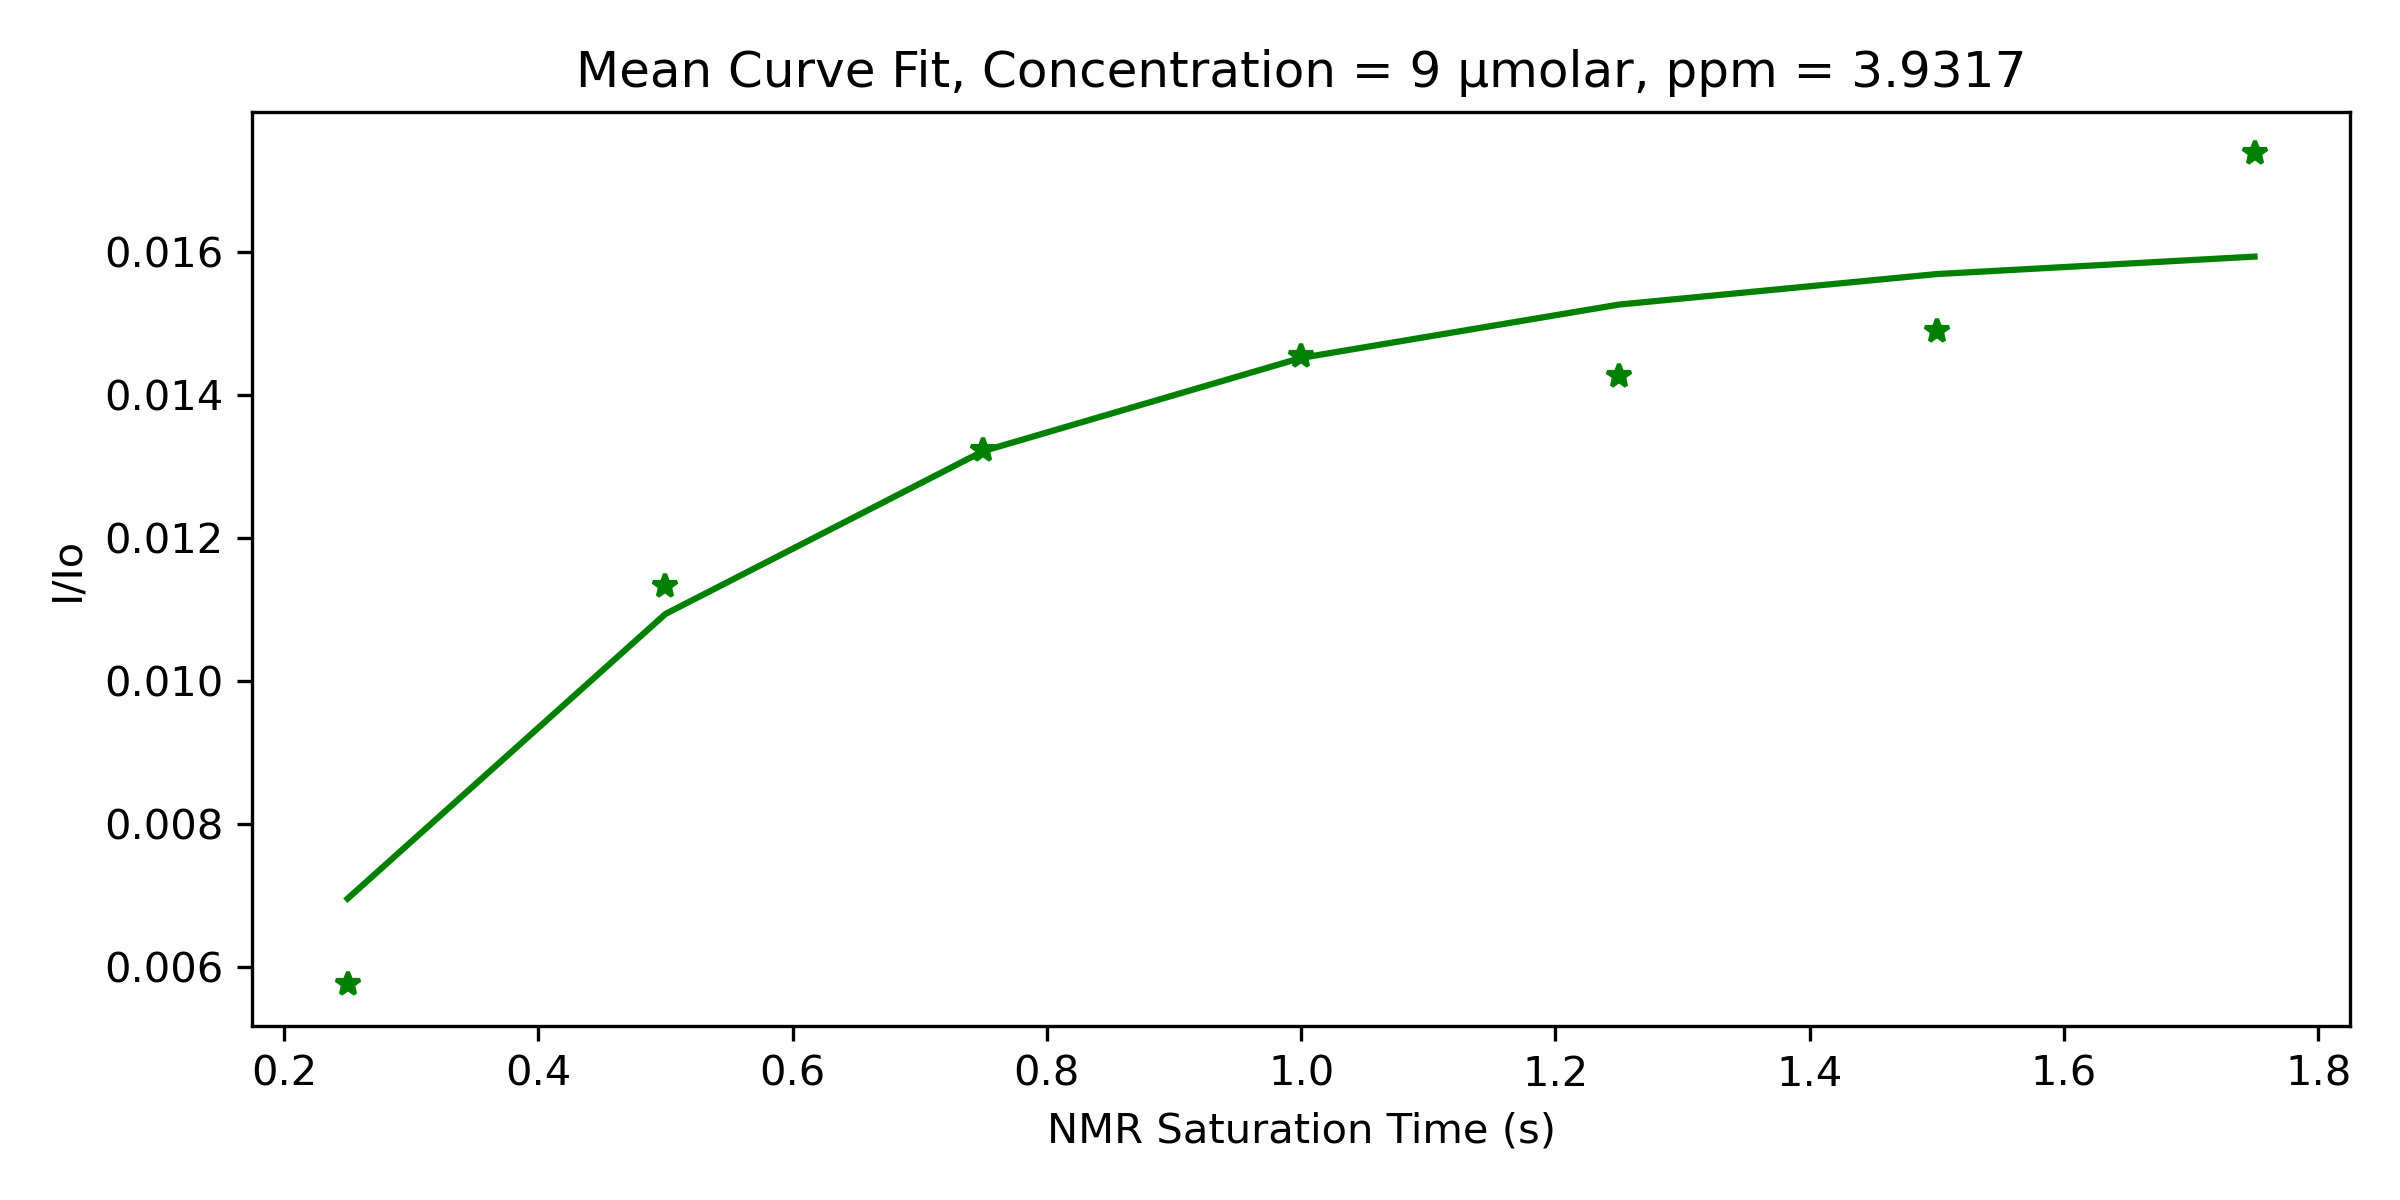 Mean Curve Fit, Concentration = 9 µmolar, ppm = 3.9317
I/Io
0.016
0.014
0.012
0.010
0.008
0.006
0.2 0.4 0.6 0.8 1.0 1.2 1.4 1.6 1.8
NMR Saturation Time (s)